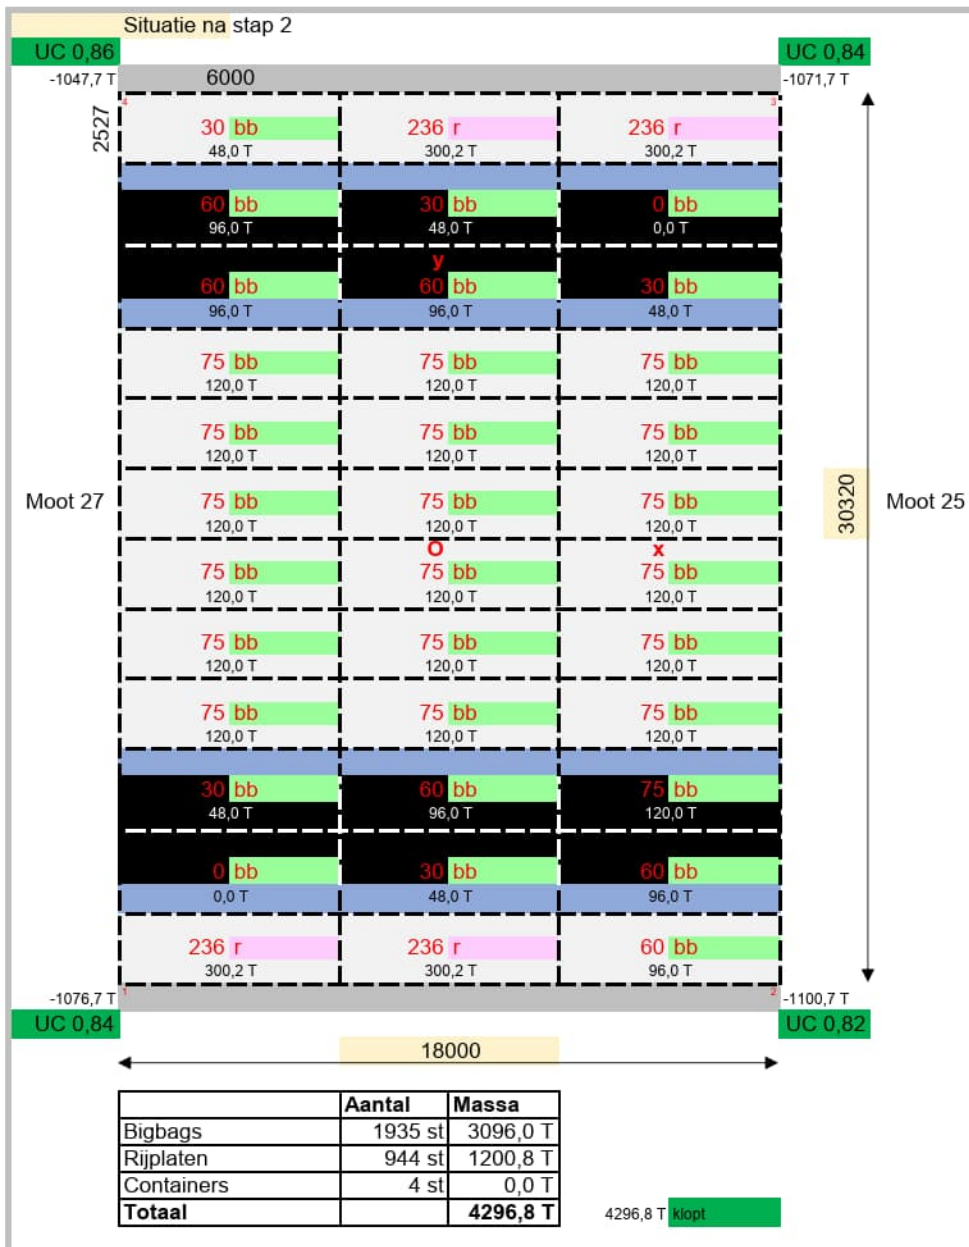 Situatie na stap 2
UC 0,86 UC 0,84
-1047,7 T 6000 -1071,7 T
4 3
2527
30 bb 236 r 236 r
48,0 T 300,2 T 300,2 T
60 bb 30 bb 0 bb
96,0 T 48,0 T 0,0 T
y
60 bb 60 bb 30 bb
96,0 T 96,0 T 48,0 T
75 bb 75 bb 75 bb
120,0 T 120,0 T 120,0 T
75 bb 75 bb 75 bb
120,0 T 120,0 T 120,0 T
Moot 27 75 bb 75 bb 75 bb 30320 Moot 25
120,0 T 120,0 T 120,0 T
O x
75 bb 75 bb 75 bb
120,0 T 120,0 T 120,0 T
75 bb 75 bb 75 bb
120,0 T 120,0 T 120,0 T
75 bb 75 bb 75 bb
120,0 T 120,0 T 120,0 T
30 bb 60 bb 75 bb
48,0 T 96,0 T 120,0 T
0 bb 30 bb 60 bb
0,0 T 48,0 T 96,0 T
236 r 236 r 60 bb
300,2 T 300,2 T 96,0 T
-1076,7 T 1 2 -1100,7 T
UC 0,84 UC 0,82
18000
Aantal Massa
Bigbags 1935 st 3096,0 T
Rijplaten 944 st 1200,8 T
Containers 4 st 0,0 T
Totaal 4296,8 T 4296,8 T klopt